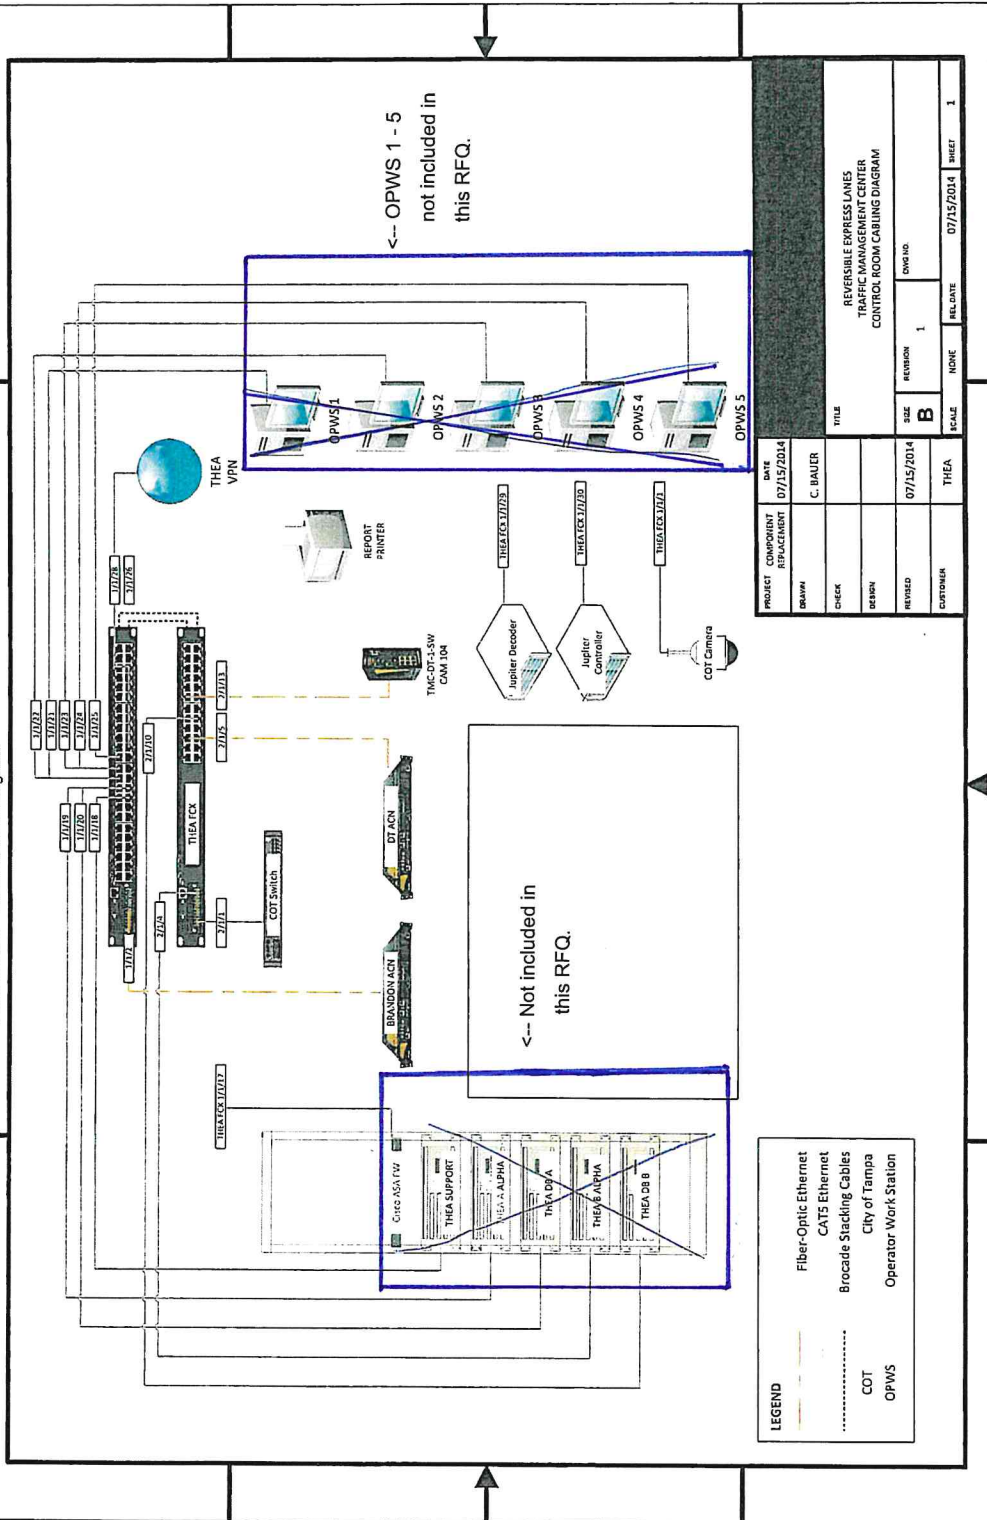 1/1/19
1/1/20
1/1/18
1/1/22
1/1/21
1/1/23
1/1/24
1/1/25
2/1/10
1/1/2
2/1/4
1/1/28
1/1/26
THEA FCX
2/1/1
2/1/5
2/1/13
COT Switch
THEA
VPN
THEA FCX 1/1/17
BRANDON ACN
DT ACN
TMC-DT-1-SW
CAM 104
REPORT
PRINTER
OPWS 1
OPWS 2
OPWS 3
OPWS 4
OPWS 5
<-- OPWS 1 - 5
not included in
this RFQ.
Cisco ASA FW
THEA SUPPORT
THEA A ALPHA
THEA DB A
THEA B ALPHA
THEA DB B
<-- Not included in
this RFQ.
Jupiter Decoder
THEA FCX 1/1/29
Jupiter
Controller
THEA FCX 1/1/30
COT Camera
THEA FCX 1/1/1
LEGEND
Fiber-Optic Ethernet
CAT5 Ethernet
Brocade Stacking Cables
COT City of Tampa
OPWS Operator Work Station
PROJECT COMPONENT REPLACEMENT
DATE 07/15/2014
DRAWN C. BAUER
CHECK
DESIGN
REVISED 07/15/2014
CUSTOMER THEA
TITLE
REVERSIBLE EXPRESS LANES
TRAFFIC MANAGEMENT CENTER
CONTROL ROOM CABLING DIAGRAM
SIZE B
REVISION 1
DWG NO.
SCALE NONE
REL DATE 07/15/2014
SHEET 1